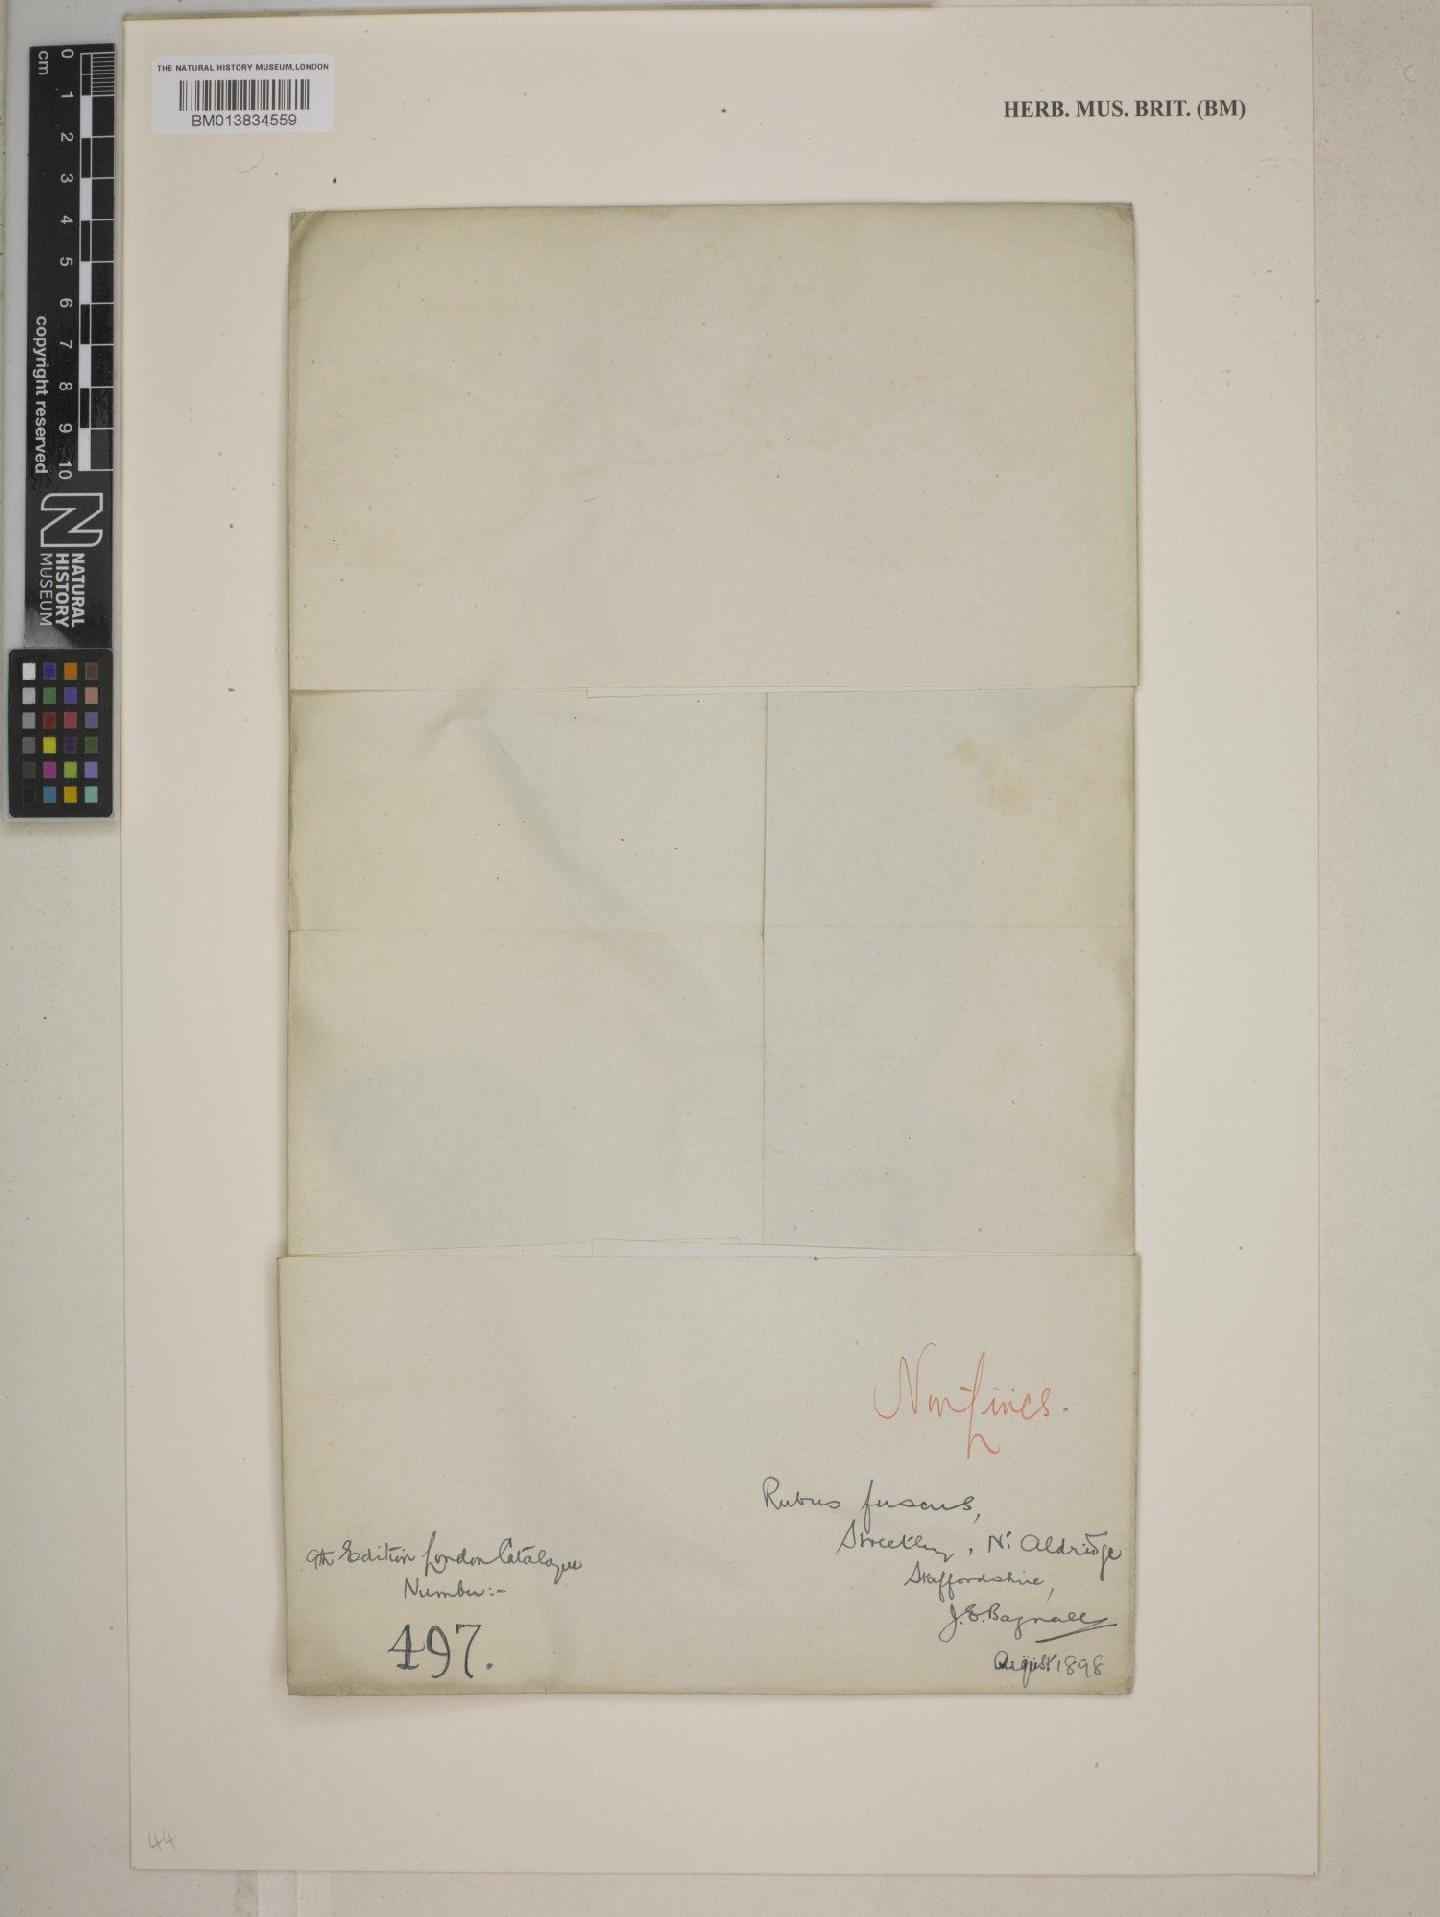 THE NATURAL HISTORY MUSEUM, LONDON
BM013834559
HERB. MUS. BRIT. (BM)
cm 0 1 2 3 4 5 6 7 8 9 10
copyright reserved
NATURAL
HISTORY
MUSEUM
Rubus fuscus,
Streetley, Nr. Aldridge
Staffordshire,
J.E. Bagnall
August 1898
9th Edition London Catalogue
Number:-
497.
44